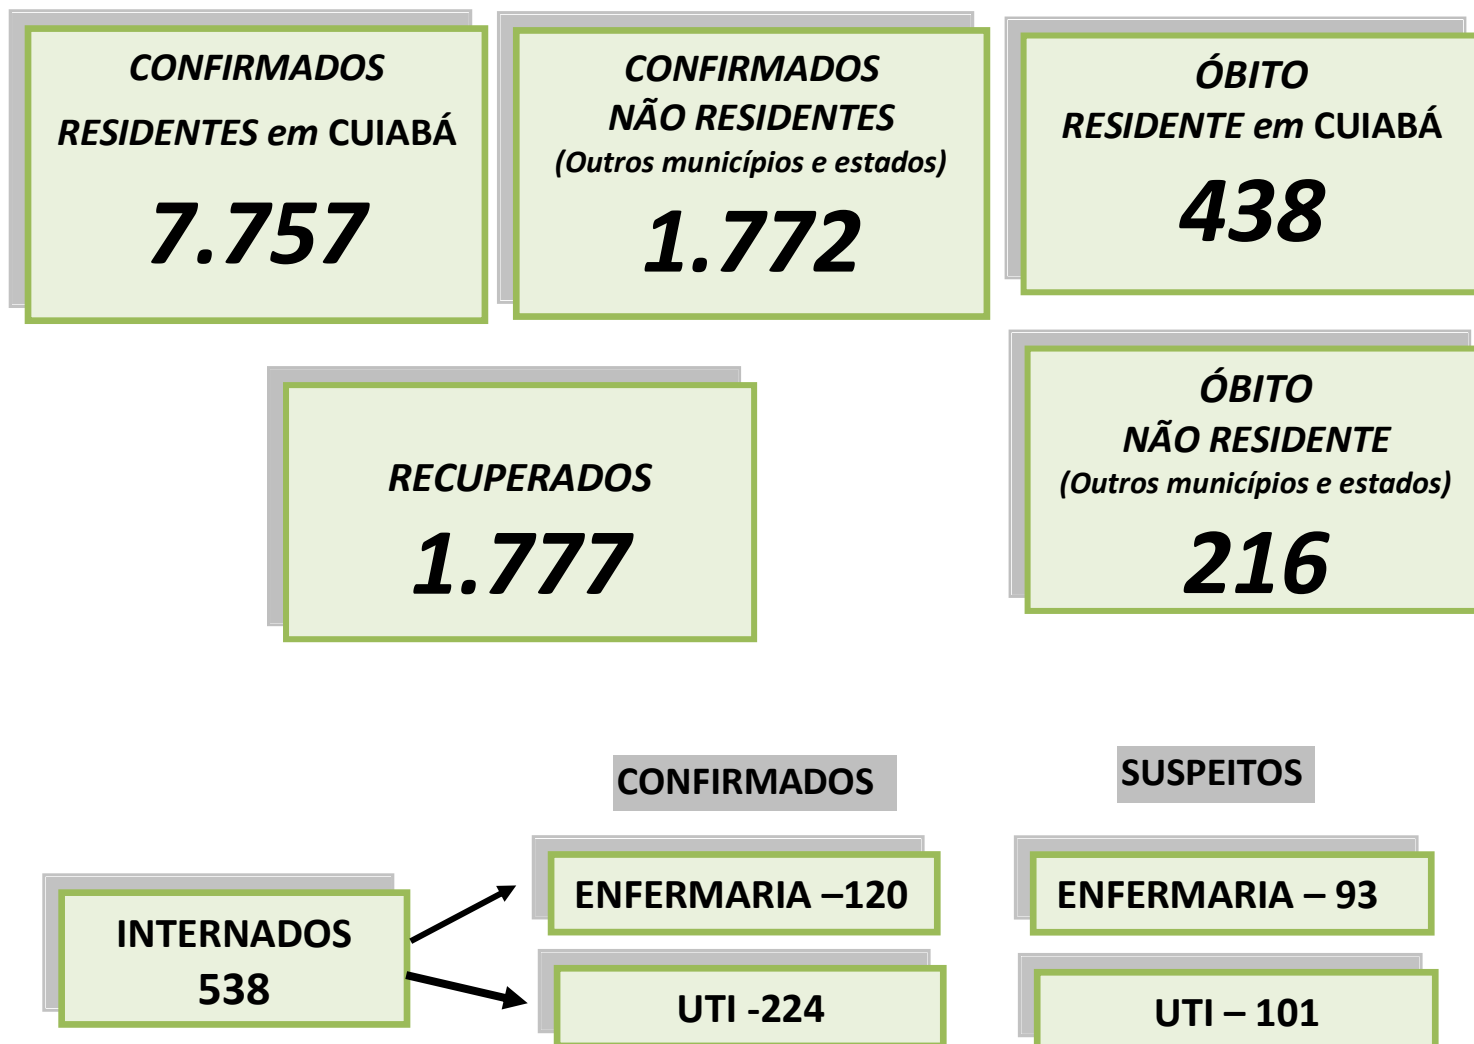 CONFIRMADOS
RESIDENTES em CUIABÁ
7.757
CONFIRMADOS
NÃO RESIDENTES
(Outros municípios e estados)
1.772
ÓBITO
RESIDENTE em CUIABÁ
438
RECUPERADOS
1.777
ÓBITO
NÃO RESIDENTE
(Outros municípios e estados)
216
CONFIRMADOS
SUSPEITOS
INTERNADOS
538
ENFERMARIA –120
ENFERMARIA – 93
UTI -224
UTI – 101